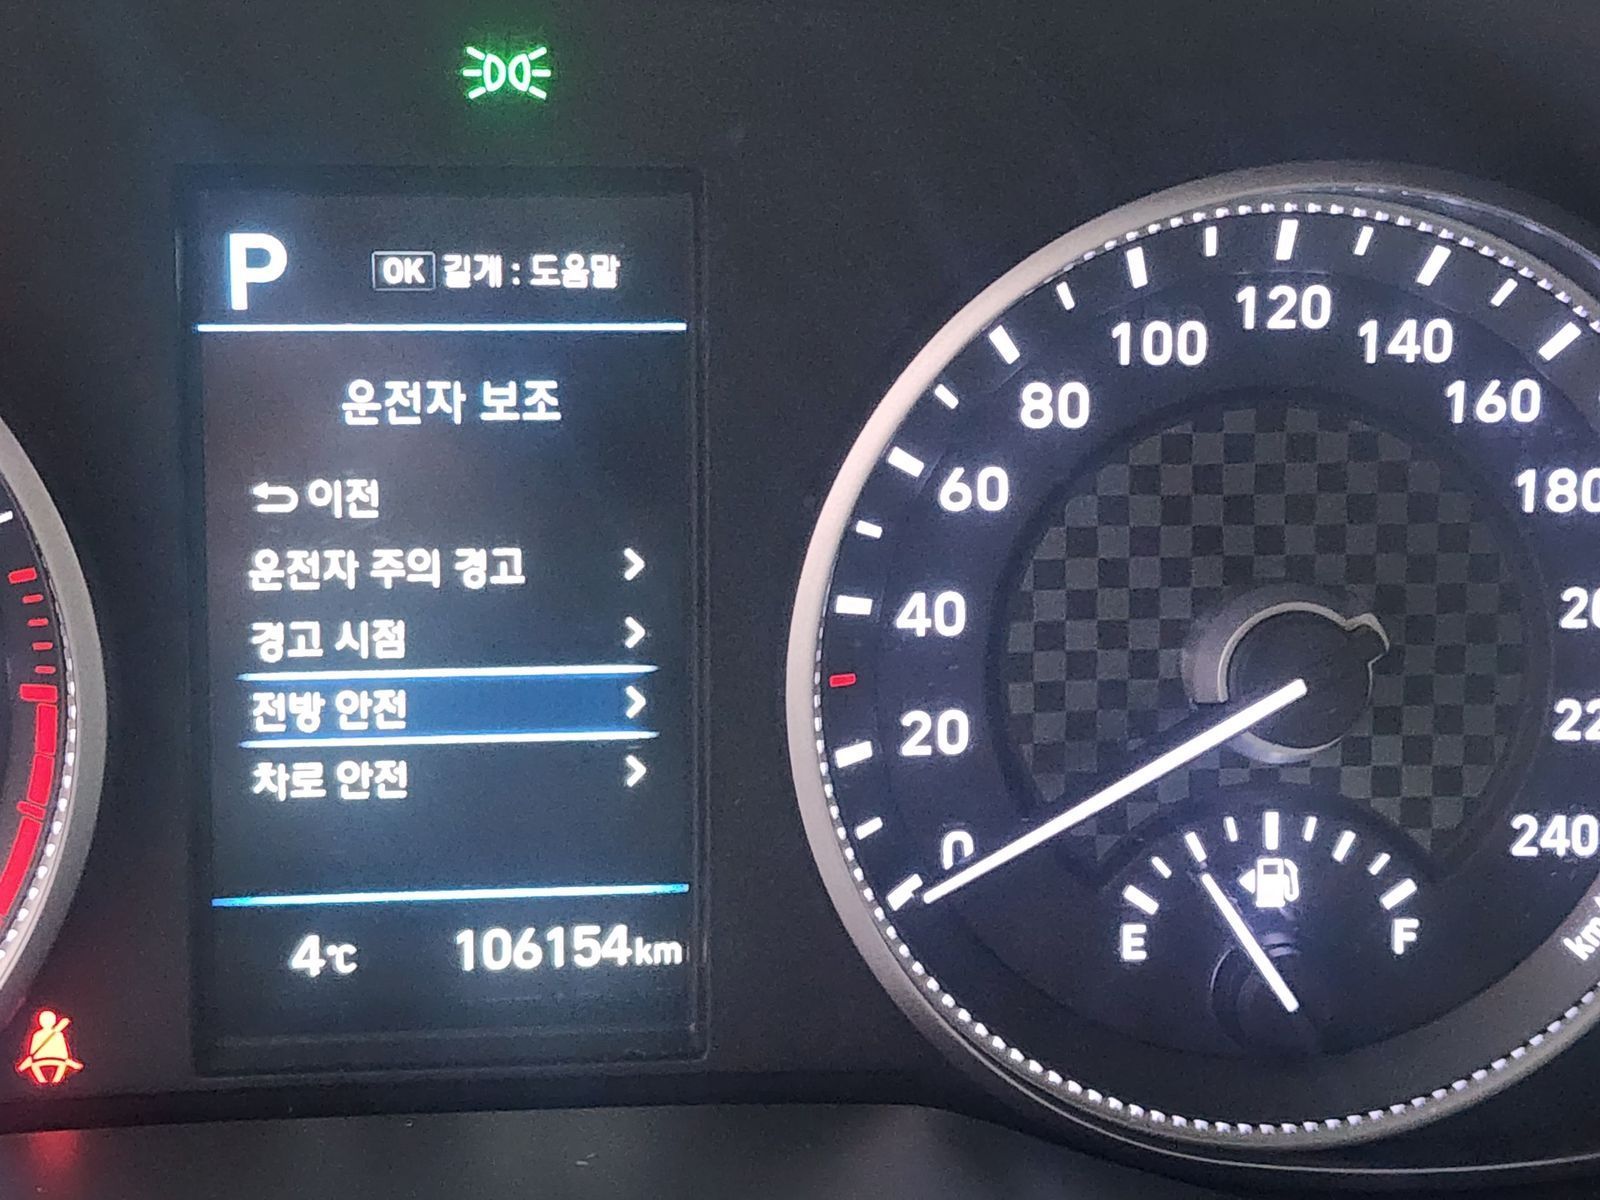 P
OK 길게 : 도움말
운전자 보조
이전
운전자 주의 경고
경고 시점
전방 안전
차로 안전
4℃ 106154km
0
20
40
60
80
100
120
140
160
180
240
E F